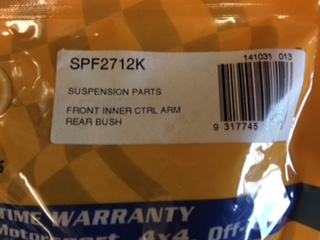 141031 013
SPF2712K
SUSPENSION PARTS
FRONT INNER CTRL ARM
REAR BUSH
9 317745
TIME WARRANTY
Motorsport, 4x4, Off-